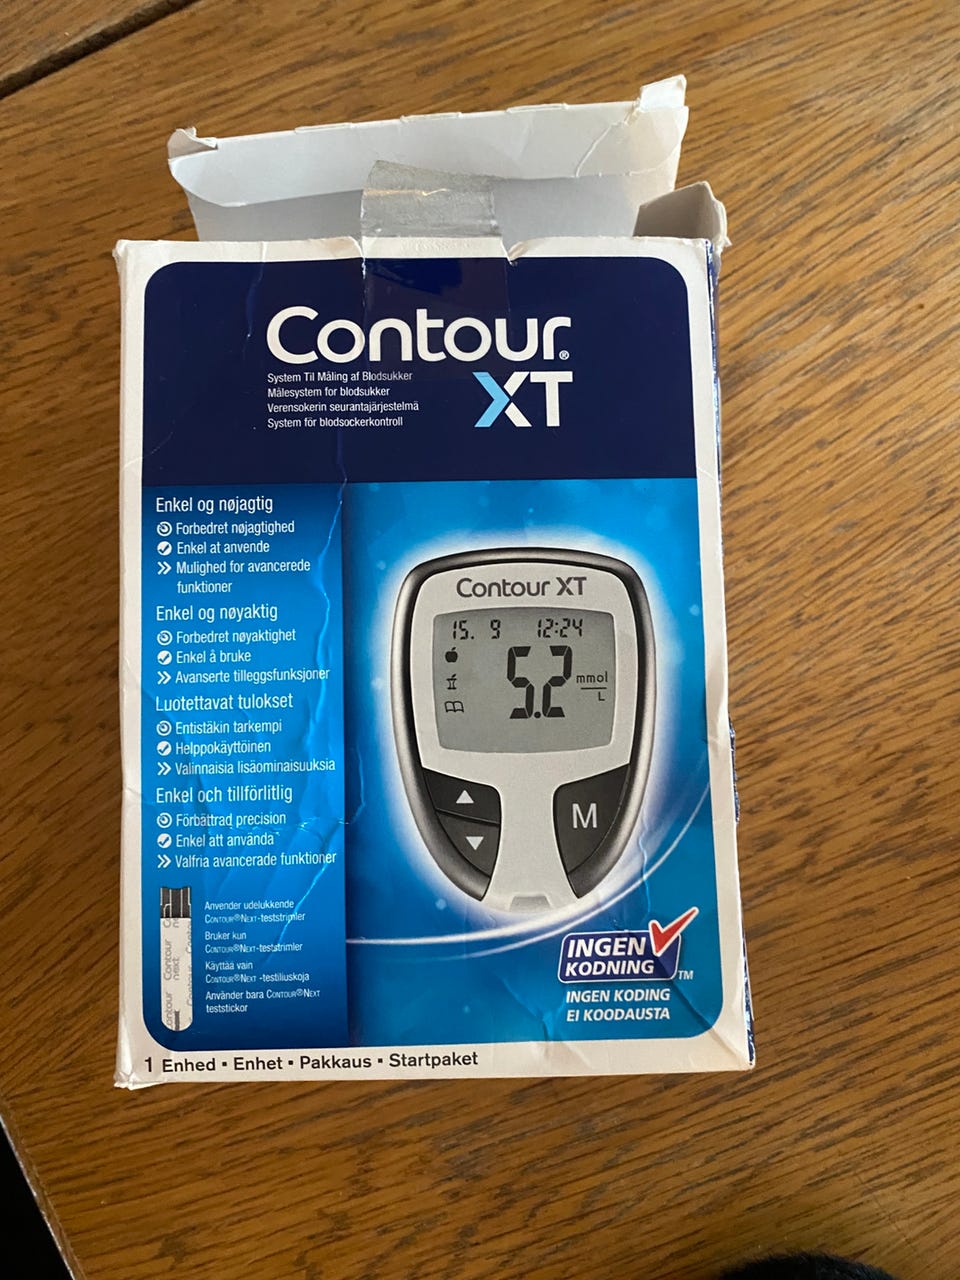 Contour®
XT
System Til Måling af Blodsukker
Målesystem for blodsukker
Verensokerin seurantajärjestelmä
System för blodsockerkontroll
Enkel og nøjagtig
Forbedret nøjagtighed
Enkel at anvende
Mulighed for avancerede
funktioner
Enkel og nøyaktig
Forbedret nøyaktighet
Enkel å bruke
Avanserte tilleggsfunksjoner
Luotettavat tulokset
Entistäkin tarkempi
Helppokäyttöinen
Valinnaisia lisäominaisuuksia
Enkel och tillförlitlig
Förbättrad precision
Enkel att använda
Valfria avancerade funktioner
Anvender udelukkende
CONTOUR®NEXT-teststrimler
Bruker kun
CONTOUR®NEXT-teststrimler
Käyttää vain
CONTOUR®NEXT -testiliuskoja
Använder bara CONTOUR®NEXT
teststickor
Contour
next
Contour XT
15. 9 12:24
5.2 mmol
L
M
INGEN
KODNING™
INGEN KODING
EI KOODAUSTA
1 Enhed ▪ Enhet ▪ Pakkaus ▪ Startpaket